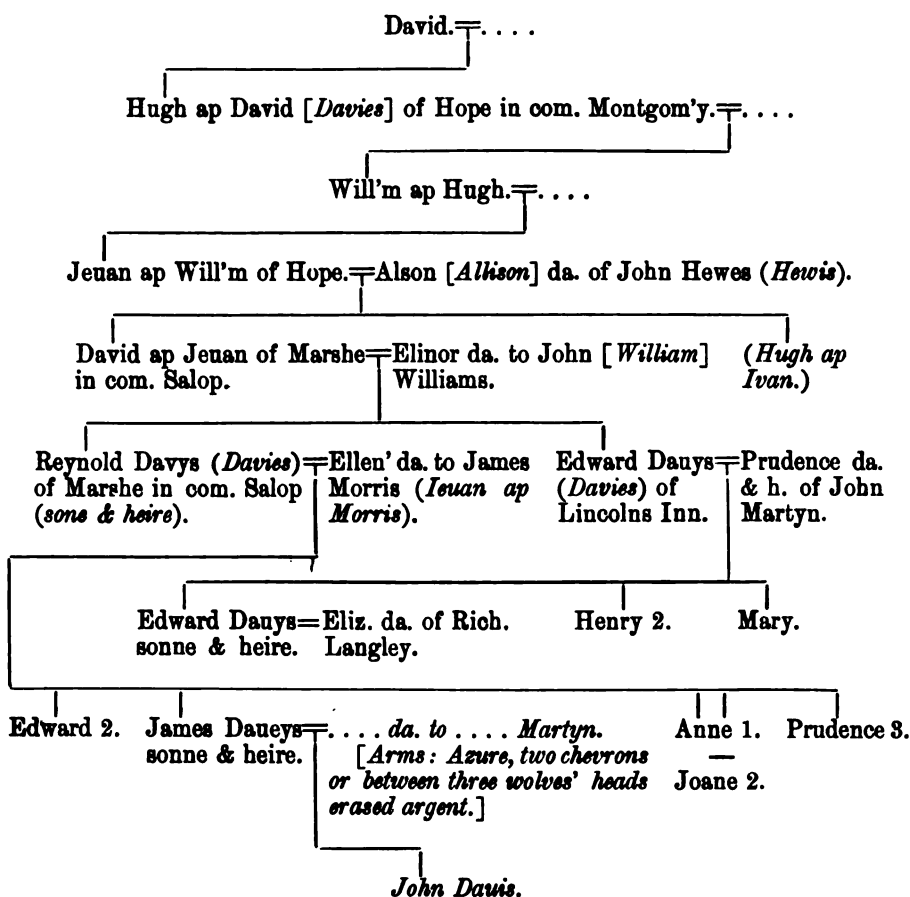 David.=. . . .
Hugh ap David [Davies] of Hope in com. Montgom'y.=. . . .
Will'm ap Hugh.=. . . .
Jeuan ap Will'm of Hope.=Alson [Allison] da. of John Hewes (Hewis).
David ap Jeuan of Marshe=Elinor da. to John [William] (Hugh ap
in com. Salop. Williams. Ivan.)
Reynold Davys (Davies)=Ellen' da. to James Edward Dauys=Prudence da.
of Marshe in com. Salop Morris (Ieuan ap (Davies) of & h. of John
(sone & heire). Morris). Lincolns Inn. Martyn.
Edward Dauys=Eliz. da. of Rich. Henry 2. Mary.
sonne & heire. Langley.
Edward 2. James Daueys=. . . . da. to . . . . Martyn. Anne 1. Prudence 3.
sonne & heire. [Arms: Azure, two chevrons —
or between three wolves' heads Joane 2.
erased argent.]
John Dauis.